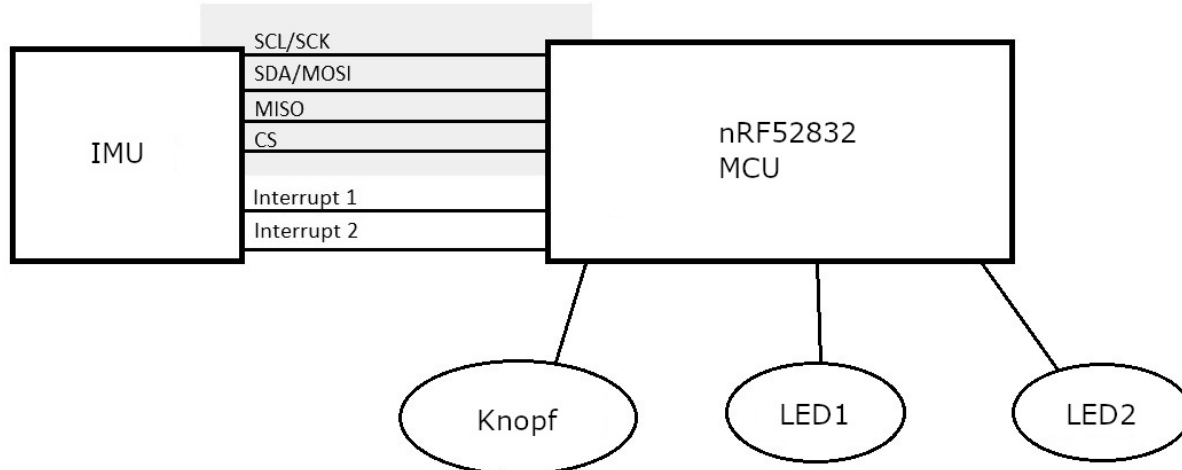 SCL/SCK
SDA/MOSI
MISO
CS
IMU
nRF52832
MCU
Interrupt 1
Interrupt 2
Knopf
LED1
LED2